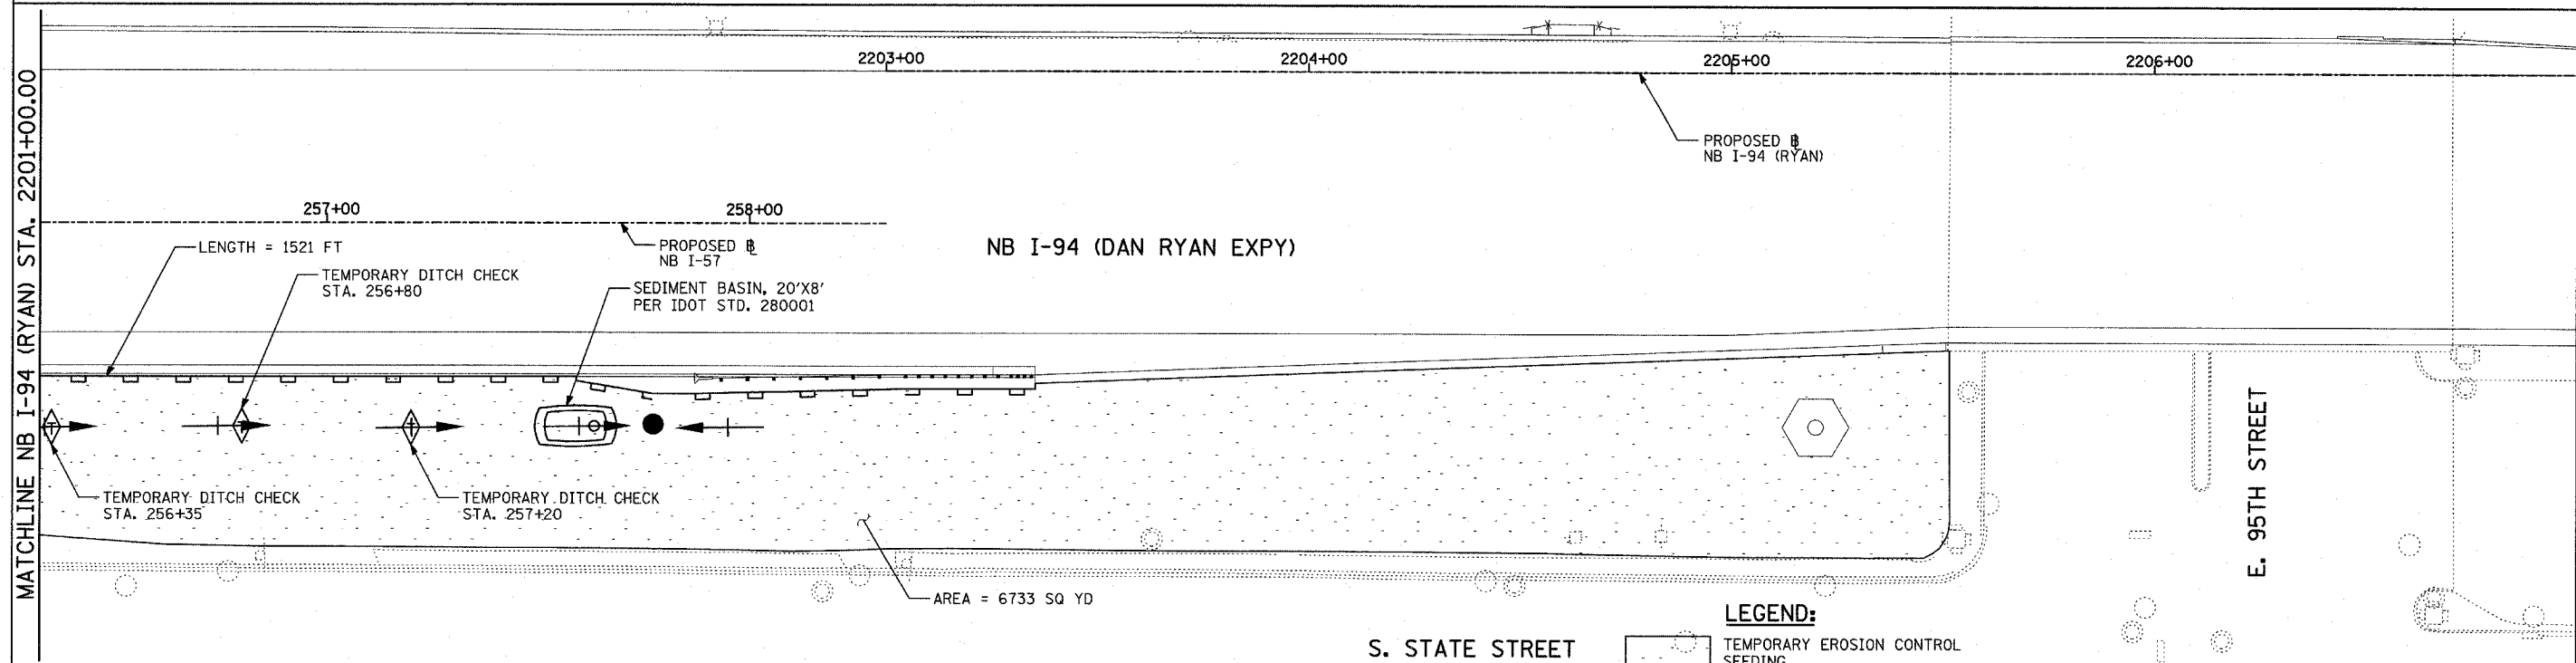 2203+00
2204+00
2205+00
2206+00
MATCHLINE NB I-94 (RYAN) STA. 2201+00.00
PROPOSED ℄
NB I-94 (RYAN)
257+00
258+00
LENGTH = 1521 FT
PROPOSED ℄
NB I-57
NB I-94 (DAN RYAN EXPY)
TEMPORARY DITCH CHECK
STA. 256+80
SEDIMENT BASIN, 20'X8'
PER IDOT STD. 280001
TEMPORARY DITCH CHECK
STA. 256+35
TEMPORARY DITCH CHECK
STA. 257+20
E. 95TH STREET
AREA = 6733 SQ YD
LEGEND:
S. STATE STREET
TEMPORARY EROSION CONTROL
SEEDING